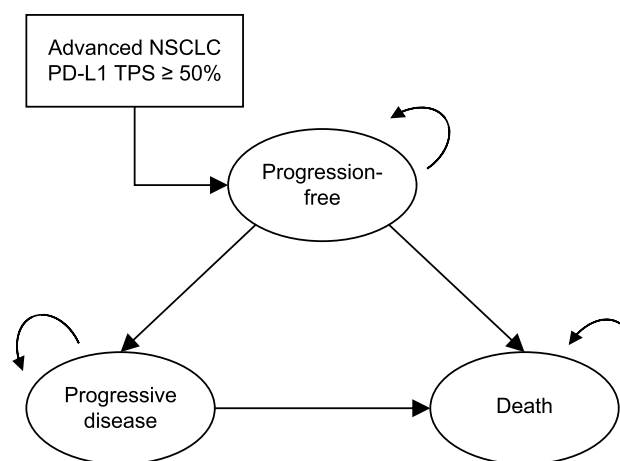 Advanced NSCLC
PD-L1 TPS ≥ 50%
Progression-
free
Progressive
disease
Death